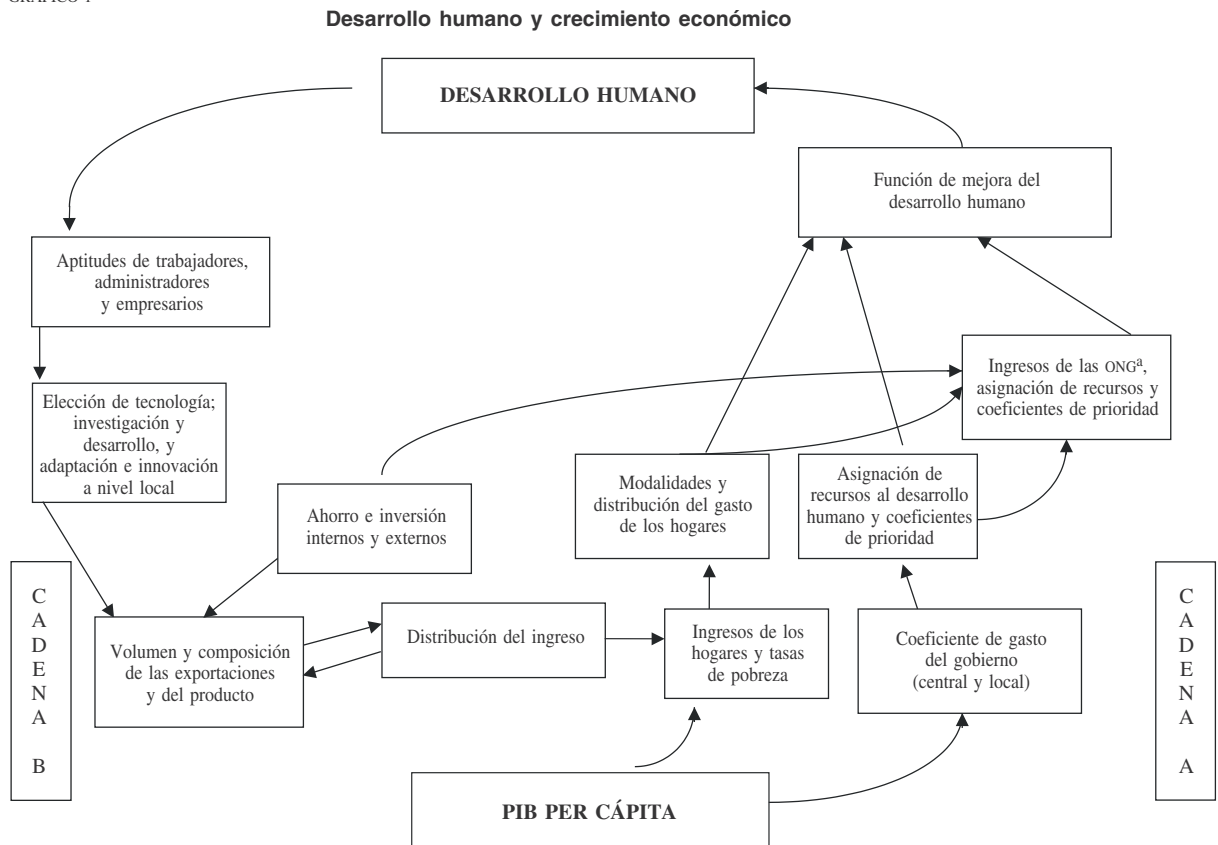 Desarrollo humano y crecimiento económico
DESARROLLO HUMANO
Función de mejora del
desarrollo humano
Aptitudes de trabajadores,
administradores
y empresarios
Ingresos de las ONGª,
asignación de recursos y
coeficientes de prioridad
Elección de tecnología;
investigación y
desarrollo, y
adaptación e innovación
a nivel local
Modalidades y
distribución del gasto
de los hogares
Asignación de
recursos al desarrollo
humano y coeficientes
de prioridad
Ahorro e inversión
internos y externos
CADENA B
CADENA A
Volumen y composición
de las exportaciones
y del producto
Distribución del ingreso
Ingresos de los
hogares y tasas
de pobreza
Coeficiente de gasto
del gobierno
(central y local)
PIB PER CÁPITA